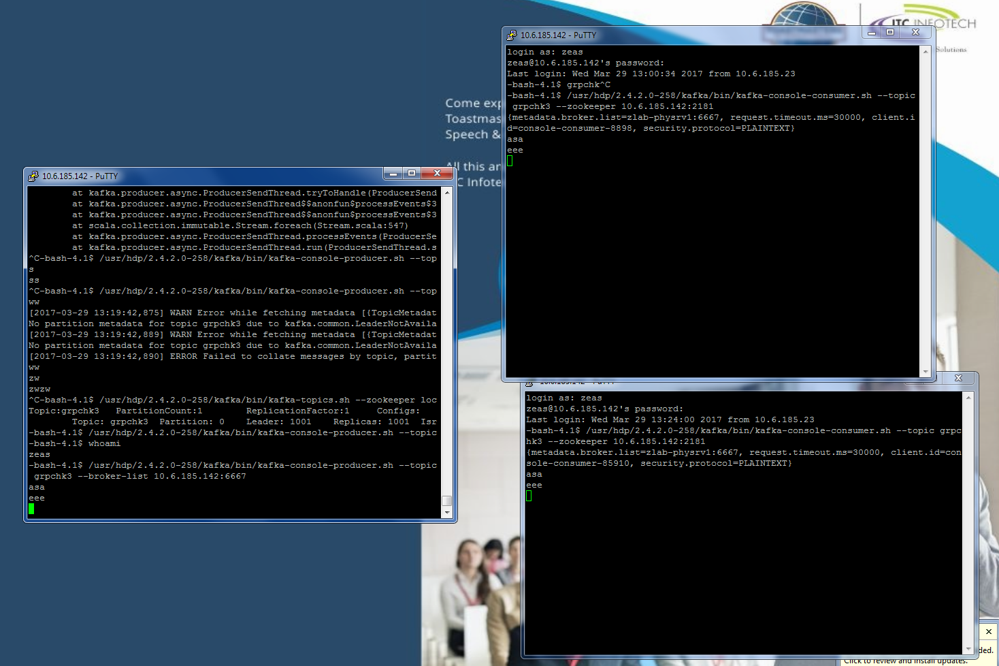 ITC INFOTECH
Solutions
Come exp
Toastmas
Speech &
All this an
C Infote
10.6.185.142 - PuTTY
login as: zeas
zeas@10.6.185.142's password:
Last login: Wed Mar 29 13:00:34 2017 from 10.6.185.23
-bash-4.1$ grpchk^C
-bash-4.1$ /usr/hdp/2.4.2.0-258/kafka/bin/kafka-console-consumer.sh --topic
grpchk3 --zookeeper 10.6.185.142:2181
{metadata.broker.list=zlab-physrv1:6667, request.timeout.ms=30000, client.i
d=console-consumer-8898, security.protocol=PLAINTEXT}
asa
eee
10.6.185.142 - PuTTY
at kafka.producer.async.ProducerSendThread.tryToHandle(ProducerSend
at kafka.producer.async.ProducerSendThread$$anonfun$processEvents$3
at kafka.producer.async.ProducerSendThread$$anonfun$processEvents$3
at scala.collection.immutable.Stream.foreach(Stream.scala:547)
at kafka.producer.async.ProducerSendThread.processEvents(ProducerSe
at kafka.producer.async.ProducerSendThread.run(ProducerSendThread.s
^C-bash-4.1$ /usr/hdp/2.4.2.0-258/kafka/bin/kafka-console-producer.sh --top
s
ss
^C-bash-4.1$ /usr/hdp/2.4.2.0-258/kafka/bin/kafka-console-producer.sh --top
ww
[2017-03-29 13:19:42,875] WARN Error while fetching metadata [{TopicMetadat
No partition metadata for topic grpchk3 due to kafka.common.LeaderNotAvaila
[2017-03-29 13:19:42,889] WARN Error while fetching metadata [{TopicMetadat
No partition metadata for topic grpchk3 due to kafka.common.LeaderNotAvaila
[2017-03-29 13:19:42,890] ERROR Failed to collate messages by topic, partit
ww
zw
zwzw
^C-bash-4.1$ /usr/hdp/2.4.2.0-258/kafka/bin/kafka-topics.sh --zookeeper loc
Topic:grpchk3 PartitionCount:1 ReplicationFactor:1 Configs:
Topic: grpchk3 Partition: 0 Leader: 1001 Replicas: 1001 Isr
-bash-4.1$ /usr/hdp/2.4.2.0-258/kafka/bin/kafka-console-producer.sh --topic
-bash-4.1$ whoami
zeas
-bash-4.1$ /usr/hdp/2.4.2.0-258/kafka/bin/kafka-console-producer.sh --topic
grpchk3 --broker-list 10.6.185.142:6667
asa
eee
10.6.185.142 - PuTTY
login as: zeas
zeas@10.6.185.142's password:
Last login: Wed Mar 29 13:24:00 2017 from 10.6.185.23
-bash-4.1$ /usr/hdp/2.4.2.0-258/kafka/bin/kafka-console-consumer.sh --topic grpc
hk3 --zookeeper 10.6.185.142:2181
{metadata.broker.list=zlab-physrv1:6667, request.timeout.ms=30000, client.id=con
sole-consumer-85910, security.protocol=PLAINTEXT}
asa
eee
ded.
Click to review and install updates.